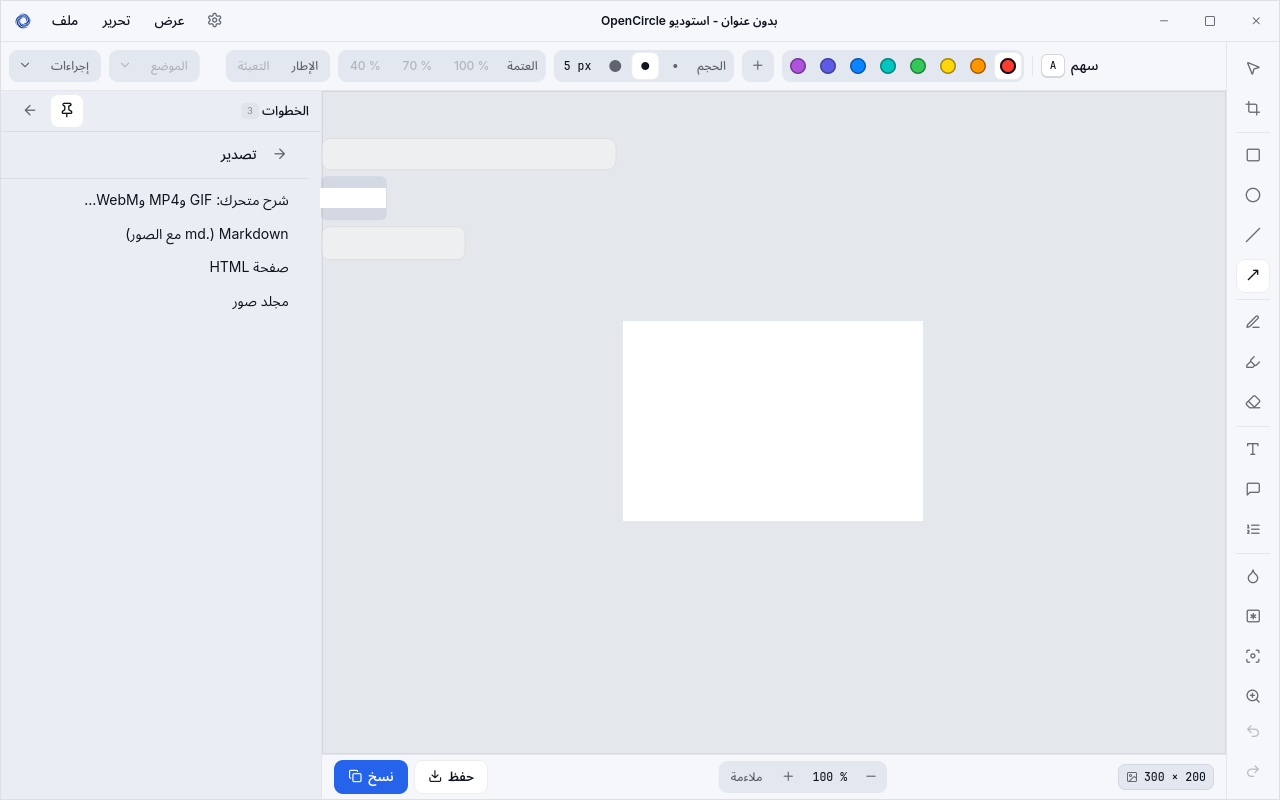 ملف تحرير عرض
بدون عنوان - استوديو OpenCircle
سهم A
الحجم 5 px
العتمة 100 % 70 % 40 %
الإطار التعبئة
الموضع
إجراءات
الخطوات 3
تصدير
شرح متحرك: GIF وMP4 وWebM...
Markdown (.md مع الصور)
صفحة HTML
مجلد صور
300 × 200
100 %
ملاءمة
حفظ
نسخ